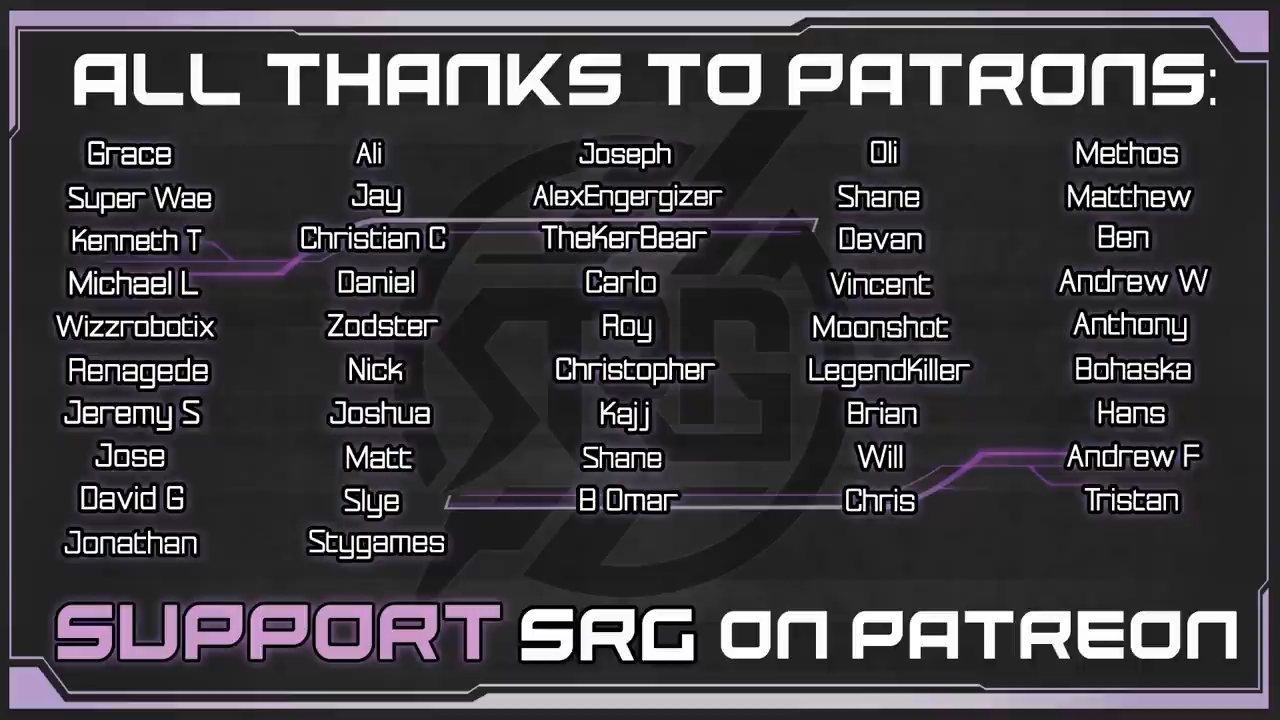 ALL THANKS TO PATRONS:
Grace
Super Wae
Kenneth T
Michael L
Wizzrobotix
Renagede
Jeremy S
Jose
David G
Jonathan
Ali
Jay
Christian C
Daniel
Zodster
Nick
Joshua
Matt
Slye
Stygames
Joseph
AlexEngergizer
TheKerBear
Carlo
Roy
Christopher
Kajj
Shane
B Omar
Oli
Shane
Devan
Vincent
Moonshot
LegendKiller
Brian
Will
Chris
Methos
Matthew
Ben
Andrew W
Anthony
Bohaska
Hans
Andrew F
Tristan
SRG
SUPPORT SRG ON PATREON